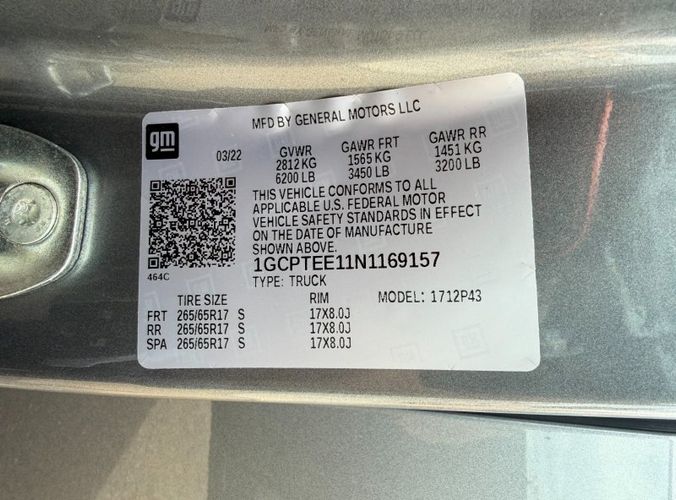 MFD BY GENERAL MOTORS LLC
gm
03/22 GVWR GAWR FRT GAWR RR
2812 KG 1565 KG 1451 KG
6200 LB 3450 LB 3200 LB
THIS VEHICLE CONFORMS TO ALL
APPLICABLE U.S. FEDERAL MOTOR
VEHICLE SAFETY STANDARDS IN EFFECT
ON THE DATE OF MANUFACTURE
SHOWN ABOVE.
464C
1GCPTEE11N1169157
TYPE: TRUCK
TIRE SIZE RIM MODEL: 1712P43
FRT 265/65R17 S 17X8.0J
RR 265/65R17 S 17X8.0J
SPA 265/65R17 S 17X8.0J